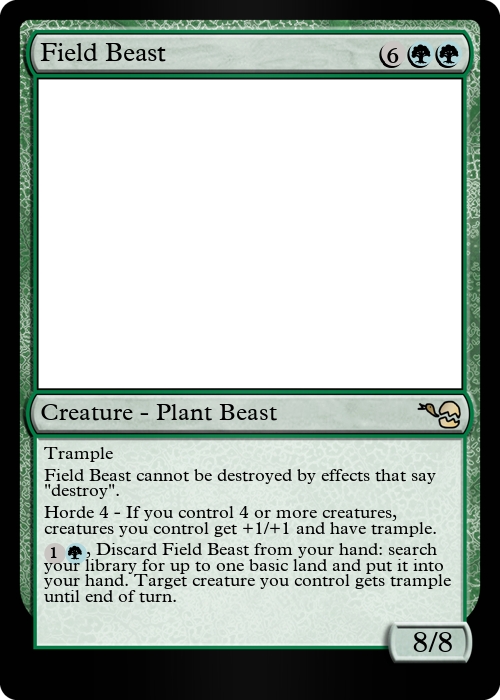 Field Beast 6
Creature - Plant Beast
Trample
Field Beast cannot be destroyed by effects that say
"destroy".
Horde 4 - If you control 4 or more creatures,
creatures you control get +1/+1 and have trample.
1 , Discard Field Beast from your hand: search
your library for up to one basic land and put it into
your hand. Target creature you control gets trample
until end of turn.
8/8